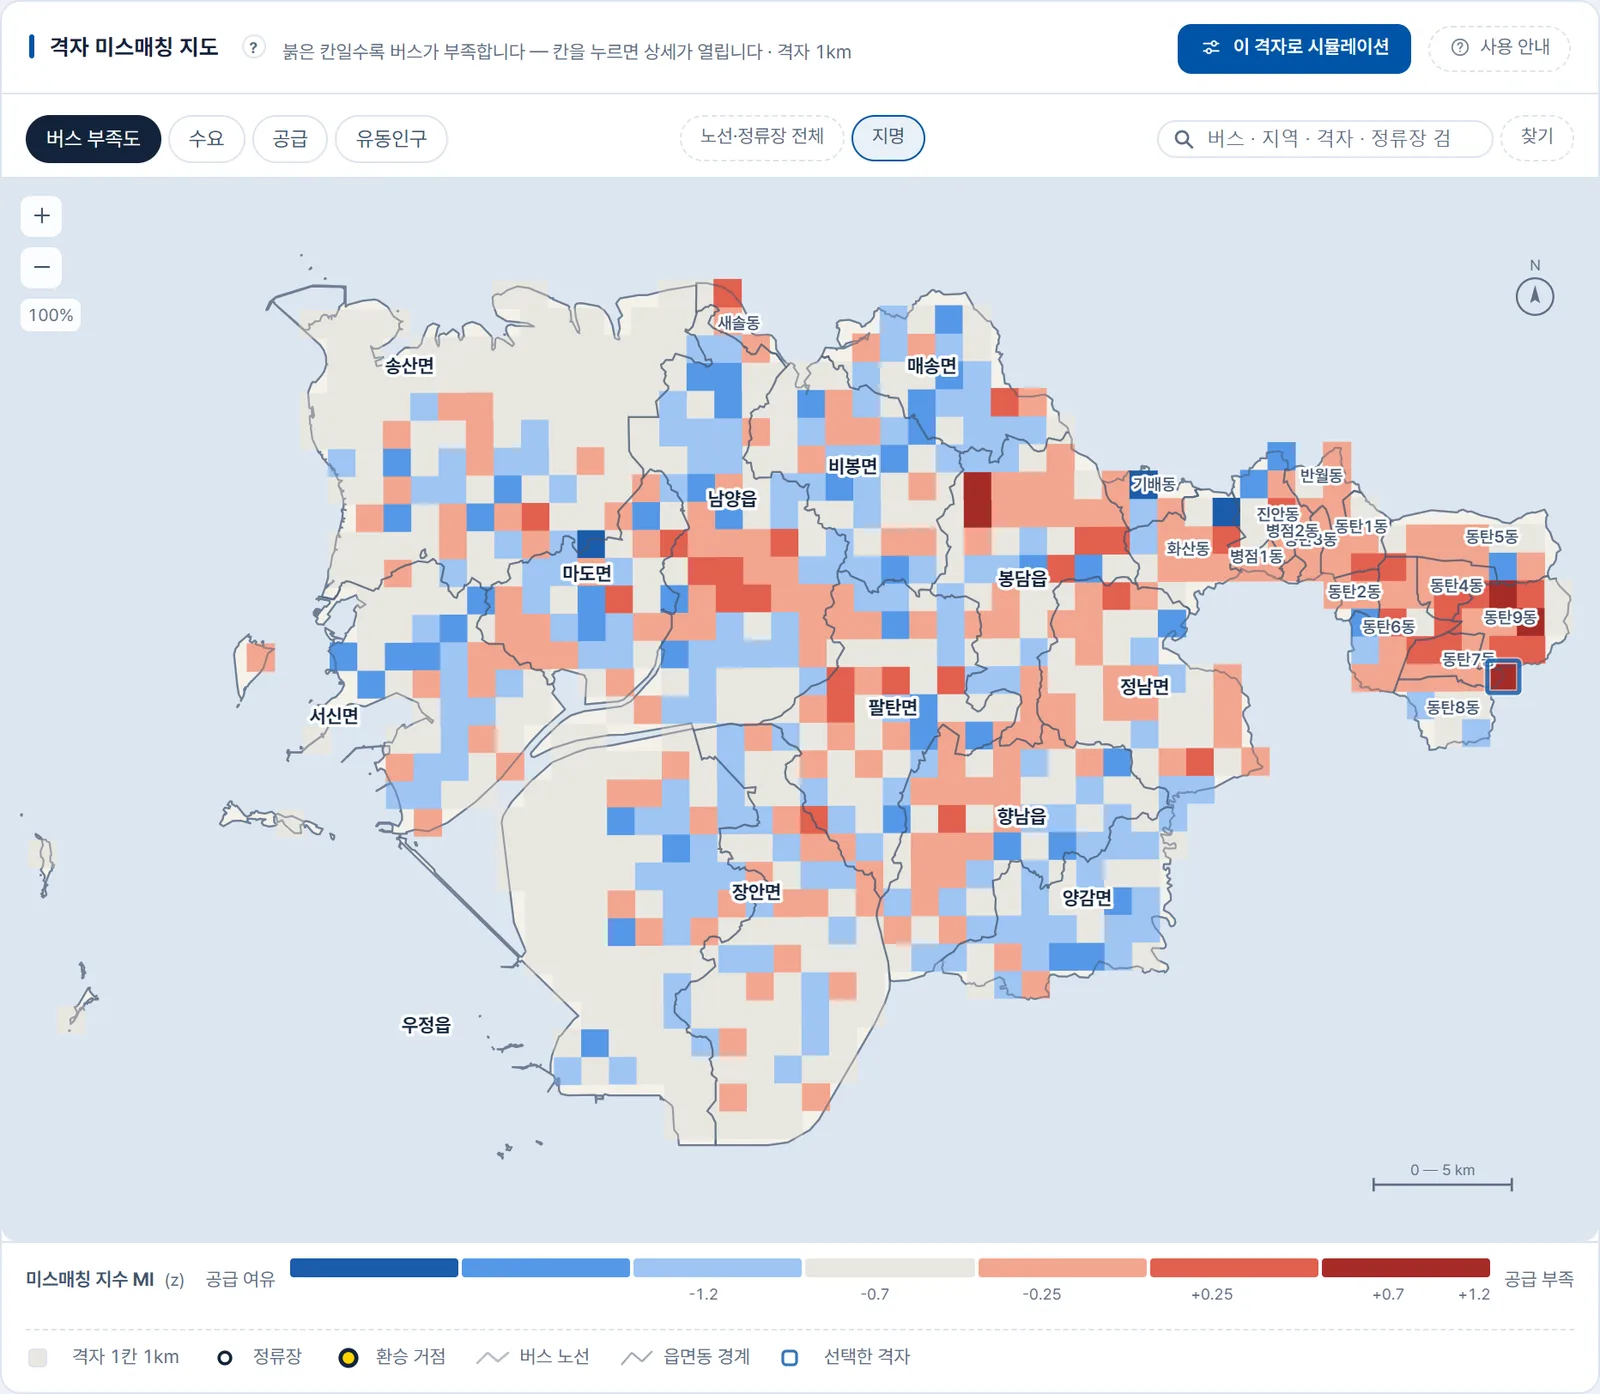 격자 미스매칭 지도
?
붉은 칸일수록 버스가 부족합니다 — 칸을 누르면 상세가 열립니다 · 격자 1km
이 격자로 시뮬레이션
사용 안내
버스 부족도
수요
공급
유동인구
노선·정류장 전체
지명
버스 · 지역 · 격자 · 정류장 검
찾기
+
−
100%
N
새솔동
송산면
매송면
비봉면
남양읍
기배동
반월동
진안동
병점2동
동탄1동
동탄5동
화산동
병점1동
마도면
봉담읍
동탄2동
동탄4동
동탄6동
동탄9동
동탄7동
정남면
서신면
팔탄면
동탄8동
향남읍
장안면
양감면
우정읍
0 — 5 km
미스매칭 지수 MI (z)
공급 여유
공급 부족
-1.2
-0.7
-0.25
+0.25
+0.7
+1.2
격자 1칸 1km
정류장
환승 거점
버스 노선
읍면동 경계
선택한 격자